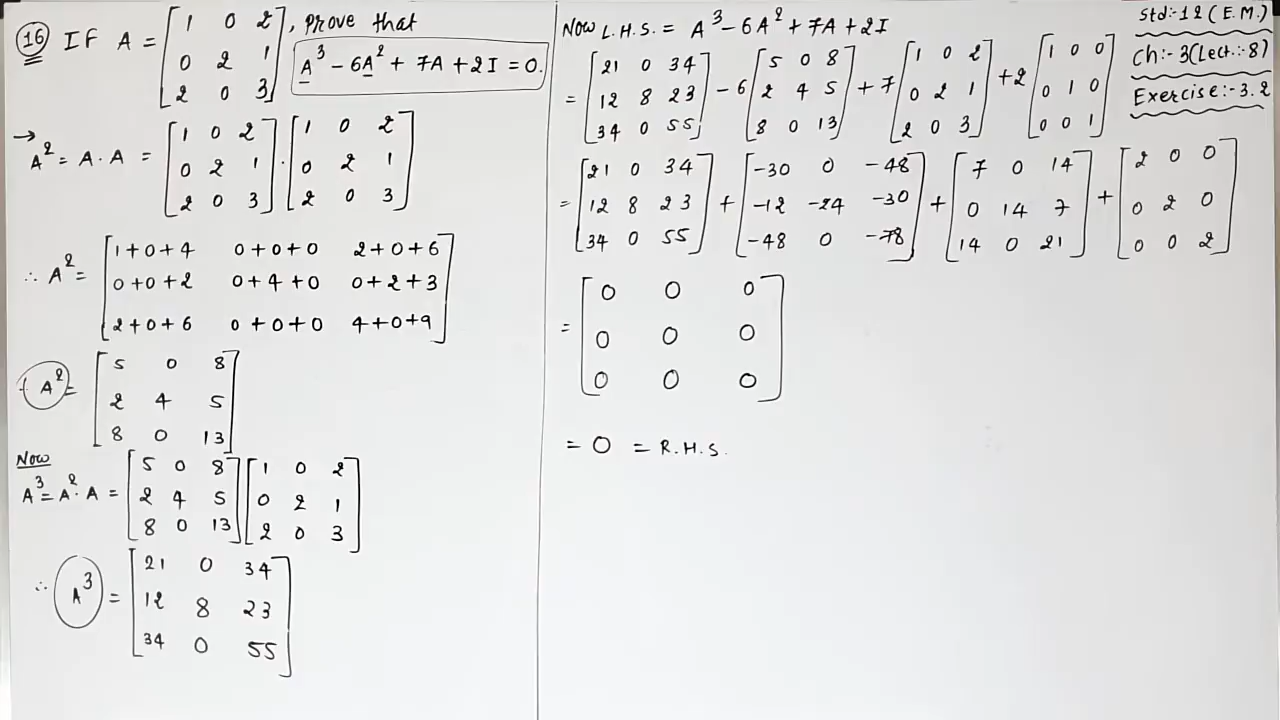 16 If A = [1 0 2, Prove that
0 2 1
2 0 3]
A³ - 6A² + 7A + 2I = 0.
→ A² = A · A = [1 0 2] · [1 0 2]
[0 2 1] [0 2 1]
[2 0 3] [2 0 3]
∴ A² = [1+0+4 0+0+0 2+0+6]
[0+0+2 0+4+0 0+2+3]
[2+0+6 0+0+0 4+0+9]
A² = [5 0 8]
[2 4 5]
[8 0 13]
Now
A³ = A² · A = [5 0 8] [1 0 2]
[2 4 5] [0 2 1]
[8 0 13] [2 0 3]
∴ A³ = [21 0 34]
[12 8 23]
[34 0 55]
Now L.H.S. = A³ - 6A² + 7A + 2I
= [21 0 34] - 6 [5 0 8] + 7 [1 0 2] + 2 [1 0 0]
[12 8 23] [2 4 5] [0 2 1] [0 1 0]
[34 0 55] [8 0 13] [2 0 3] [0 0 1]
= [21 0 34] + [-30 0 -48] + [7 0 14] + [2 0 0]
[12 8 23] [-12 -24 -30] [0 14 7] [0 2 0]
[34 0 55] [-48 0 -78] [14 0 21] [0 0 2]
= [0 0 0]
[0 0 0]
[0 0 0]
= 0 = R.H.S.
Std:-12 (E.M.)
Ch:-3 (Lect.:-8)
Exercise:-3.2